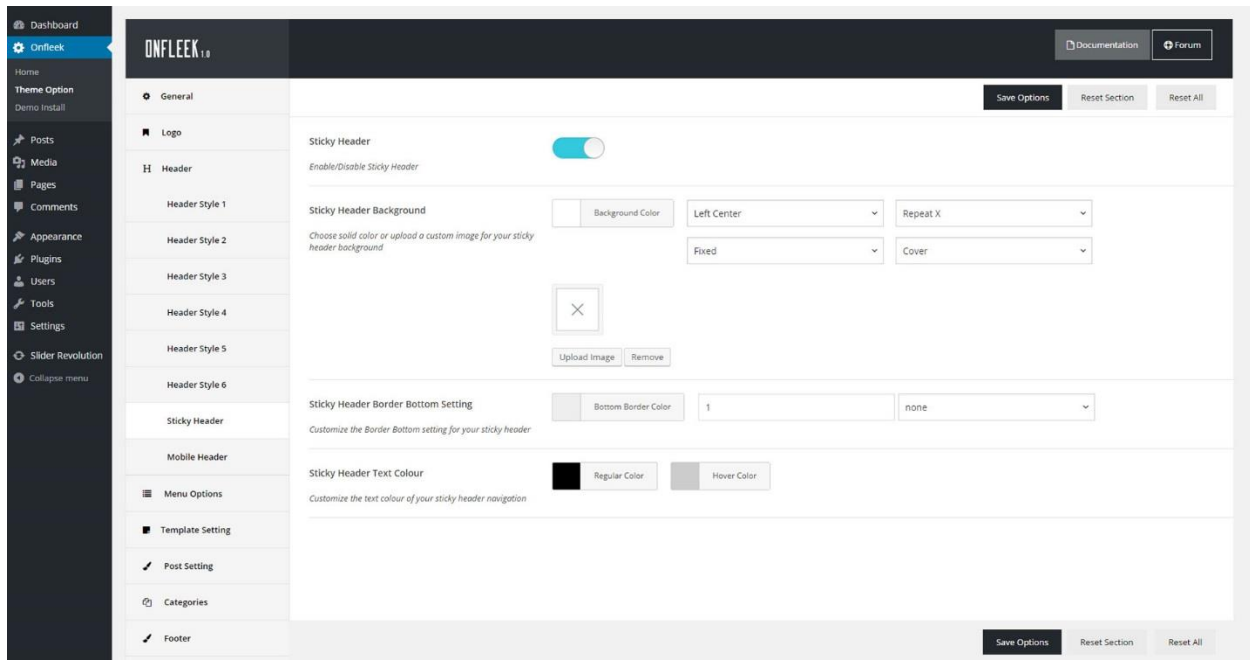 Dashboard
Onfleek
Home
Theme Option
Demo Install
Posts
Media
Pages
Comments
Appearance
Plugins
Users
Tools
Settings
Slider Revolution
Collapse menu
ONFLEEK 1.0
Documentation
Forum
General
Logo
H Header
Header Style 1
Header Style 2
Header Style 3
Header Style 4
Header Style 5
Header Style 6
Sticky Header
Mobile Header
Menu Options
Template Setting
Post Setting
Categories
Footer
Save Options Reset Section Reset All
Sticky Header
Enable/Disable Sticky Header
Sticky Header Background
Choose solid color or upload a custom image for your sticky
header background
Background Color Left Center Repeat X
Fixed Cover
Upload Image Remove
Sticky Header Border Bottom Setting
Customize the Border Bottom setting for your sticky header
Bottom Border Color 1 none
Sticky Header Text Colour
Customize the text colour of your sticky header navigation
Regular Color Hover Color
Save Options Reset Section Reset All